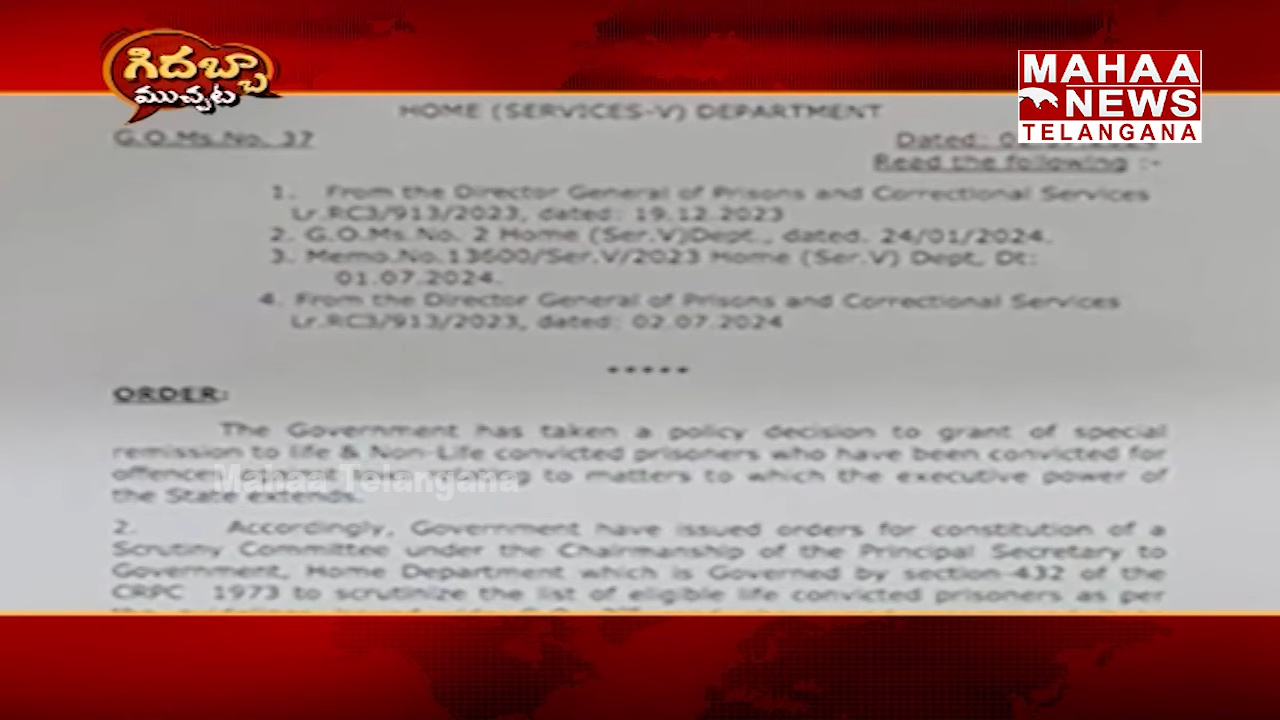 గిదబ్బా
ముచ్చట
MAHAA
NEWS
TELANGANA
HOME (SERVICES-V) DEPARTMENT
G.O.Ms.No. 37
Dated:
Read the following :-
1. From the Director General of Prisons and Correctional Services
Lr.RC3/913/2023, dated: 19.12.2023
2. G.O.Ms.No. 2 Home (Ser.V)Dept., dated. 24/01/2024.
3. Memo.No.13600/Ser.V/2023 Home (Ser.V) Dept, Dt:
01.07.2024.
4. From the Director General of Prisons and Correctional Services
Lr.RC3/913/2023, dated: 02.07.2024
*****
ORDER:
The Government has taken a policy decision to grant of special
remission to life & Non-Life convicted prisoners who have been convicted for
to matters to which the executive power of
the State extends.
Mahaa Telangana
2. Accordingly, Government have issued orders for constitution of a
Scrutiny Committee under the Chairmanship of the Principal Secretary to
Government, Home Department which is Governed by section-432 of the
CRPC 1973 to scrutinize the list of eligible life convicted prisoners as per